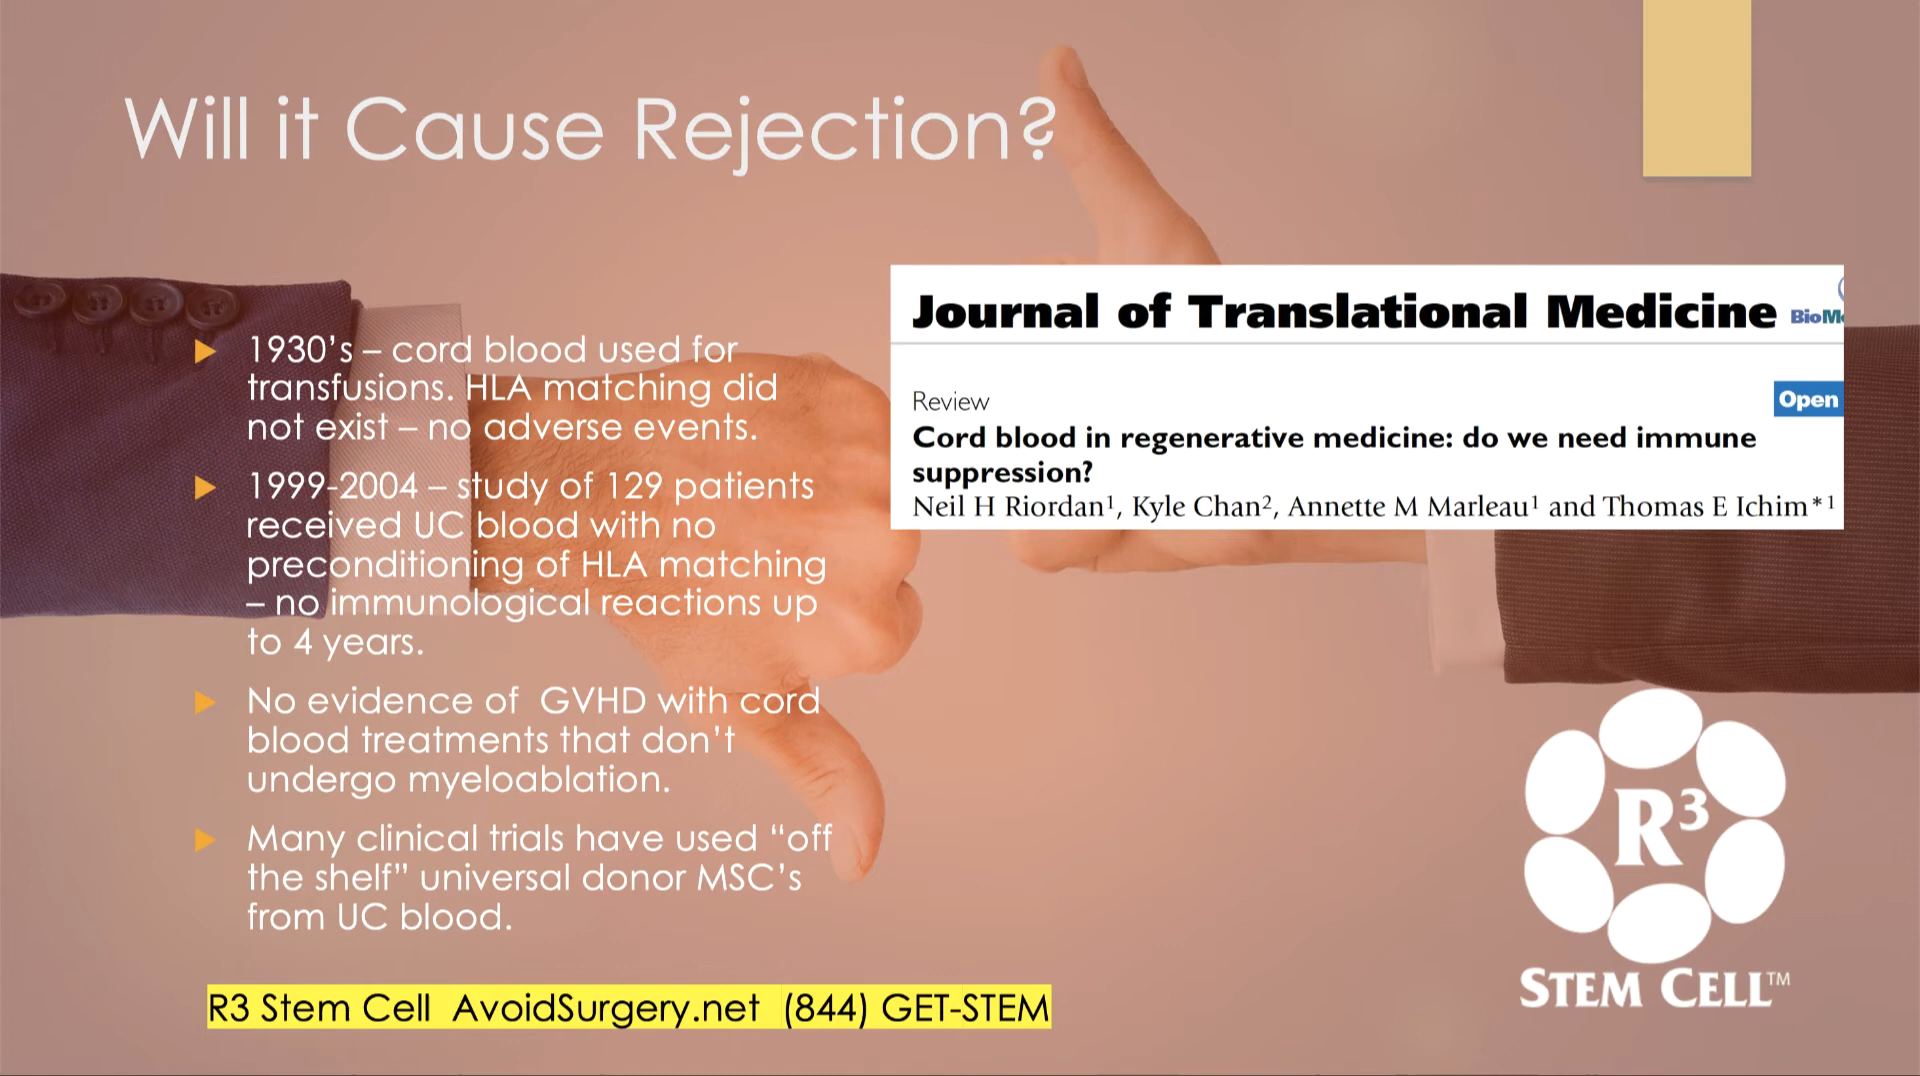 Will it Cause Rejection?
1930's – cord blood used for
transfusions. HLA matching did
not exist – no adverse events.
1999-2004 – study of 129 patients
received UC blood with no
preconditioning of HLA matching
– no immunological reactions up
to 4 years.
No evidence of  GVHD with cord
blood treatments that don't
undergo myeloablation.
Many clinical trials have used “off
the shelf” universal donor MSC's
from UC blood.
R3 Stem Cell  AvoidSurgery.net  (844) GET-STEM
Journal of Translational Medicine
Review
Open
Cord blood in regenerative medicine: do we need immune
suppression?
Neil H Riordan¹, Kyle Chan², Annette M Marleau¹ and Thomas E Ichim*¹
R³
STEM CELL™